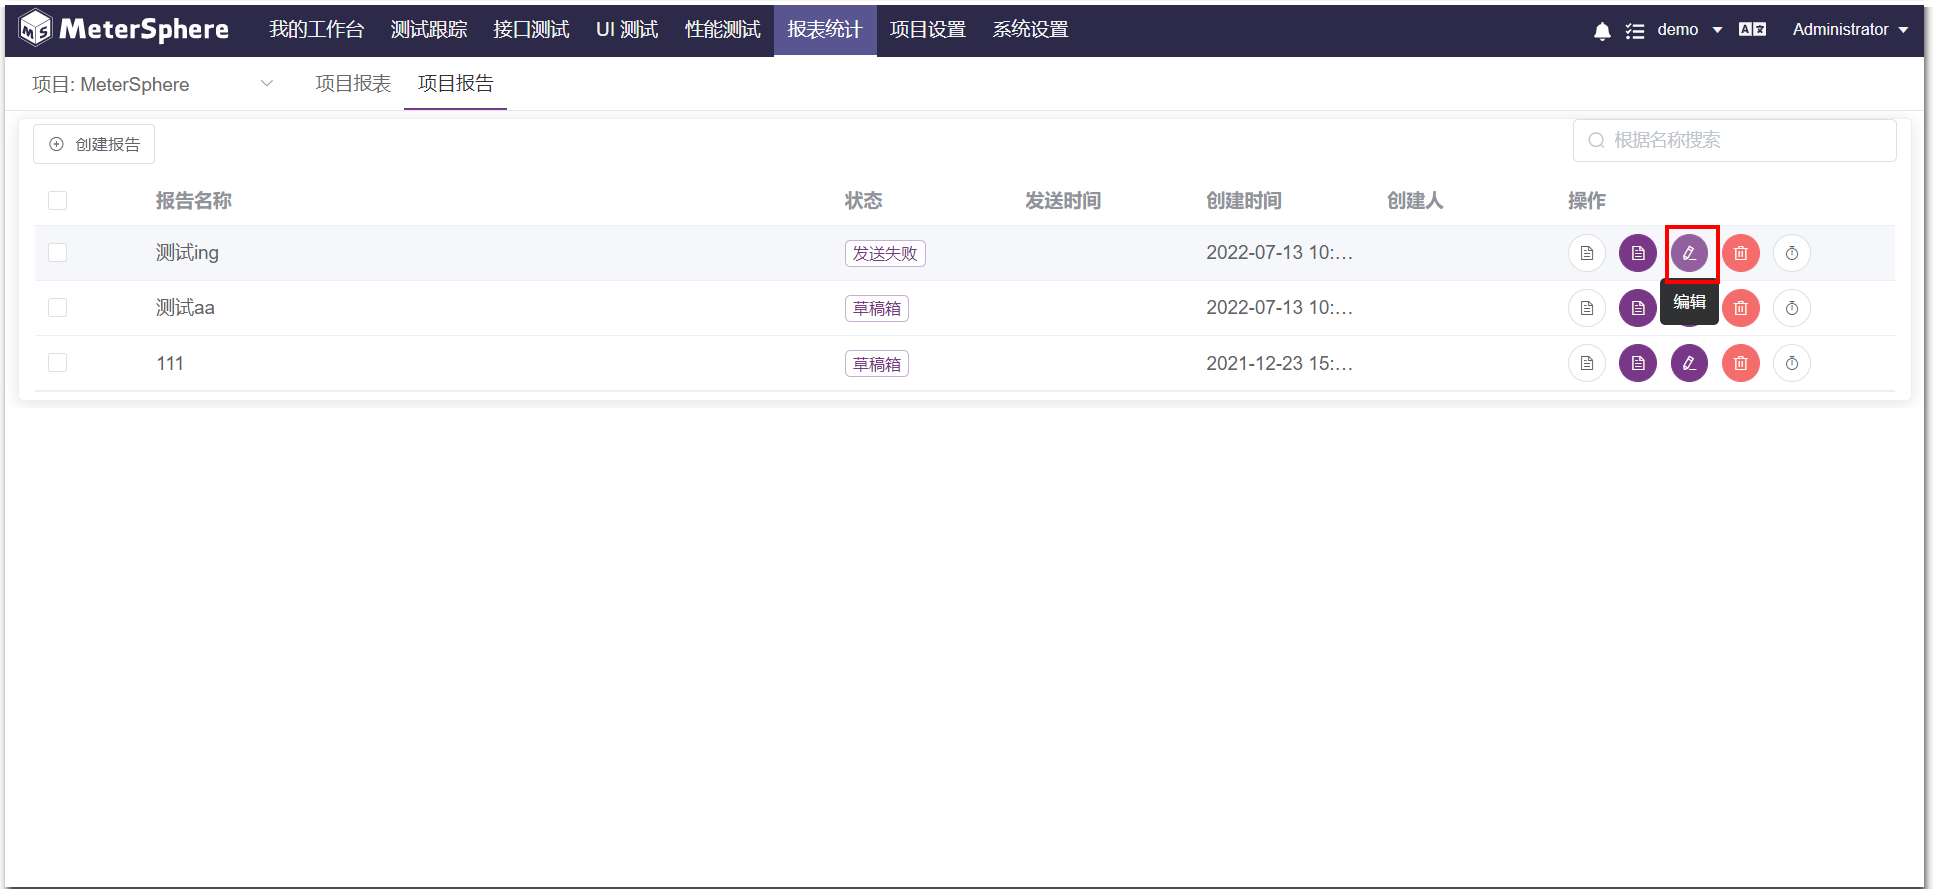 MeterSphere 我的工作台 测试跟踪 接口测试 UI 测试 性能测试 报表统计 项目设置 系统设置 demo Administrator
项目: MeterSphere 项目报表 项目报告
创建报告 根据名称搜索
报告名称 状态 发送时间 创建时间 创建人 操作
测试ing 发送失败 2022-07-13 10:...
编辑
测试aa 草稿箱 2022-07-13 10:...
111 草稿箱 2021-12-23 15:...